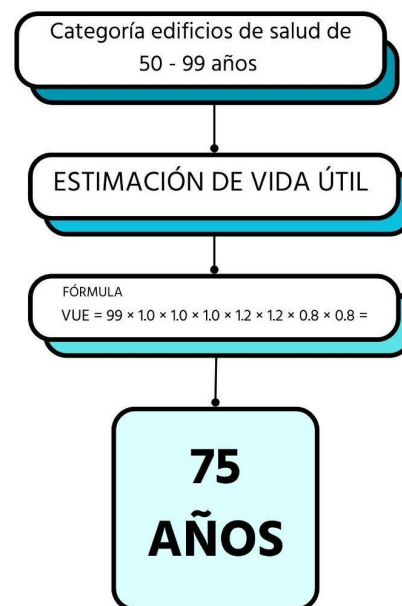 Categoría edificios de salud de
50 - 99 años
ESTIMACIÓN DE VIDA ÚTIL
FÓRMULA
VUE = 99 × 1.0 × 1.0 × 1.0 × 1.2 × 1.2 × 0.8 × 0.8 =
75
AÑOS